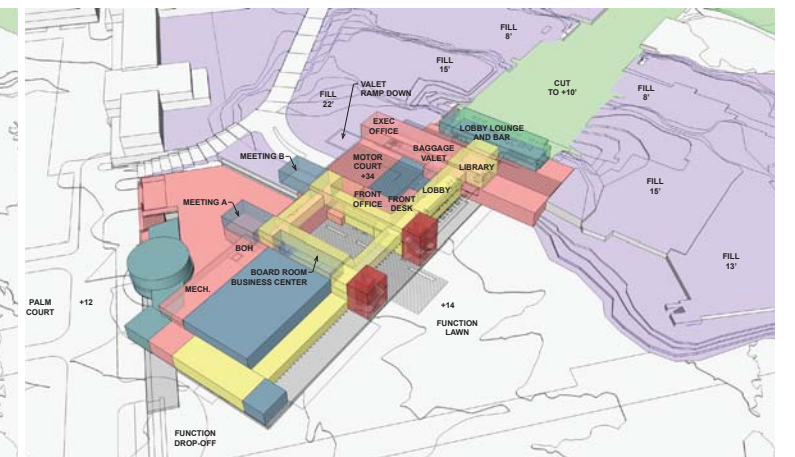 FILL
8'
FILL
15'
VALET
RAMP DOWN
FILL
22'
CUT
TO +10'
FILL
8'
EXEC
OFFICE
LOBBY LOUNGE
AND BAR
BAGGAGE
VALET
MEETING B
MOTOR
COURT
+34
LIBRARY
LOBBY
FILL
15'
MEETING A
FRONT
OFFICE
FRONT
DESK
BOH
FILL
13'
BOARD ROOM
BUSINESS CENTER
MECH.
PALM
COURT
+12
+14
FUNCTION
LAWN
FUNCTION
DROP-OFF